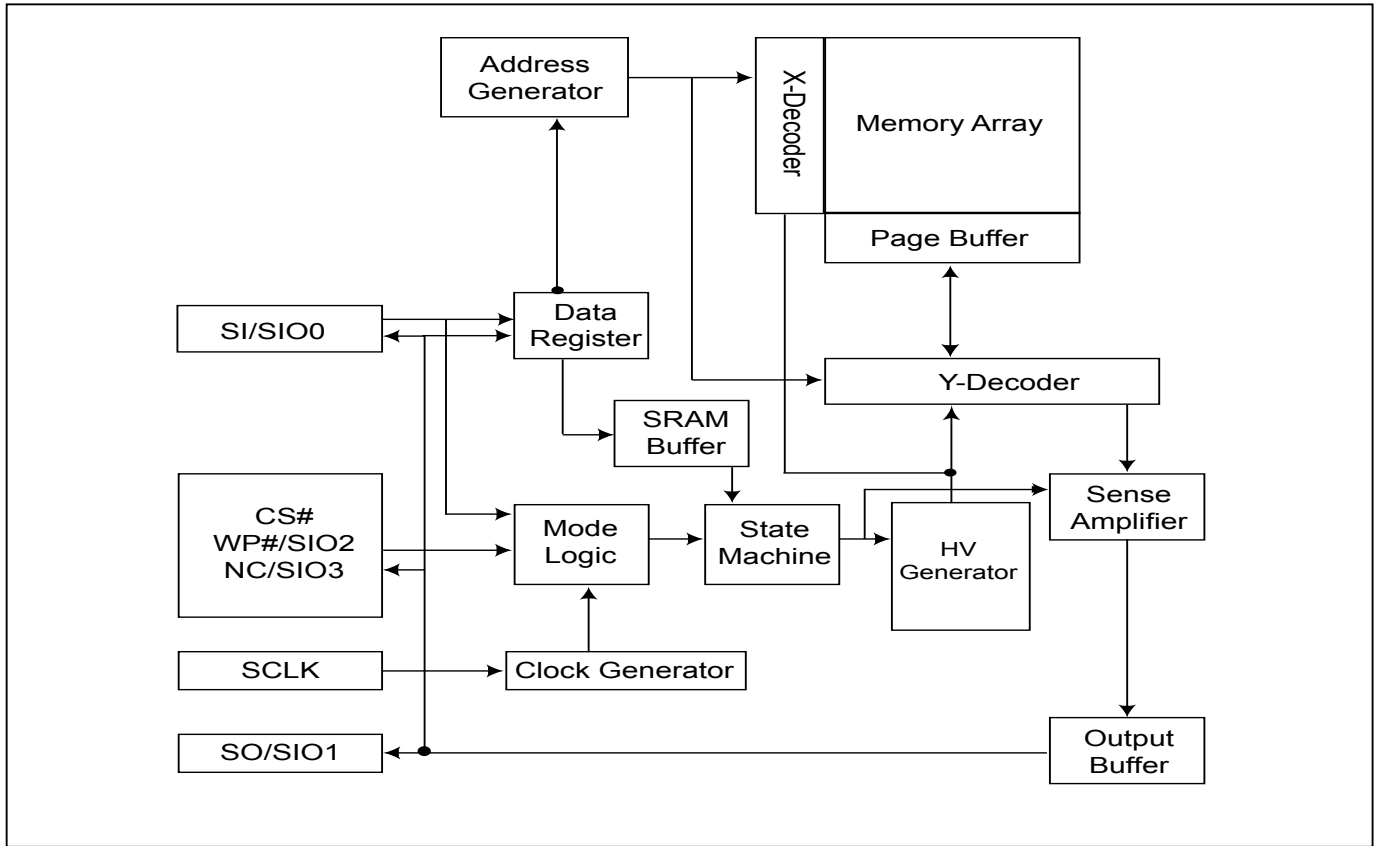 Address
Generator
X-Decoder
Memory Array
Page Buffer
SI/SIO0
Data
Register
Y-Decoder
SRAM
Buffer
CS#
WP#/SIO2
NC/SIO3
Mode
Logic
State
Machine
HV
Generator
Sense
Amplifier
SCLK
Clock Generator
SO/SIO1
Output
Buffer